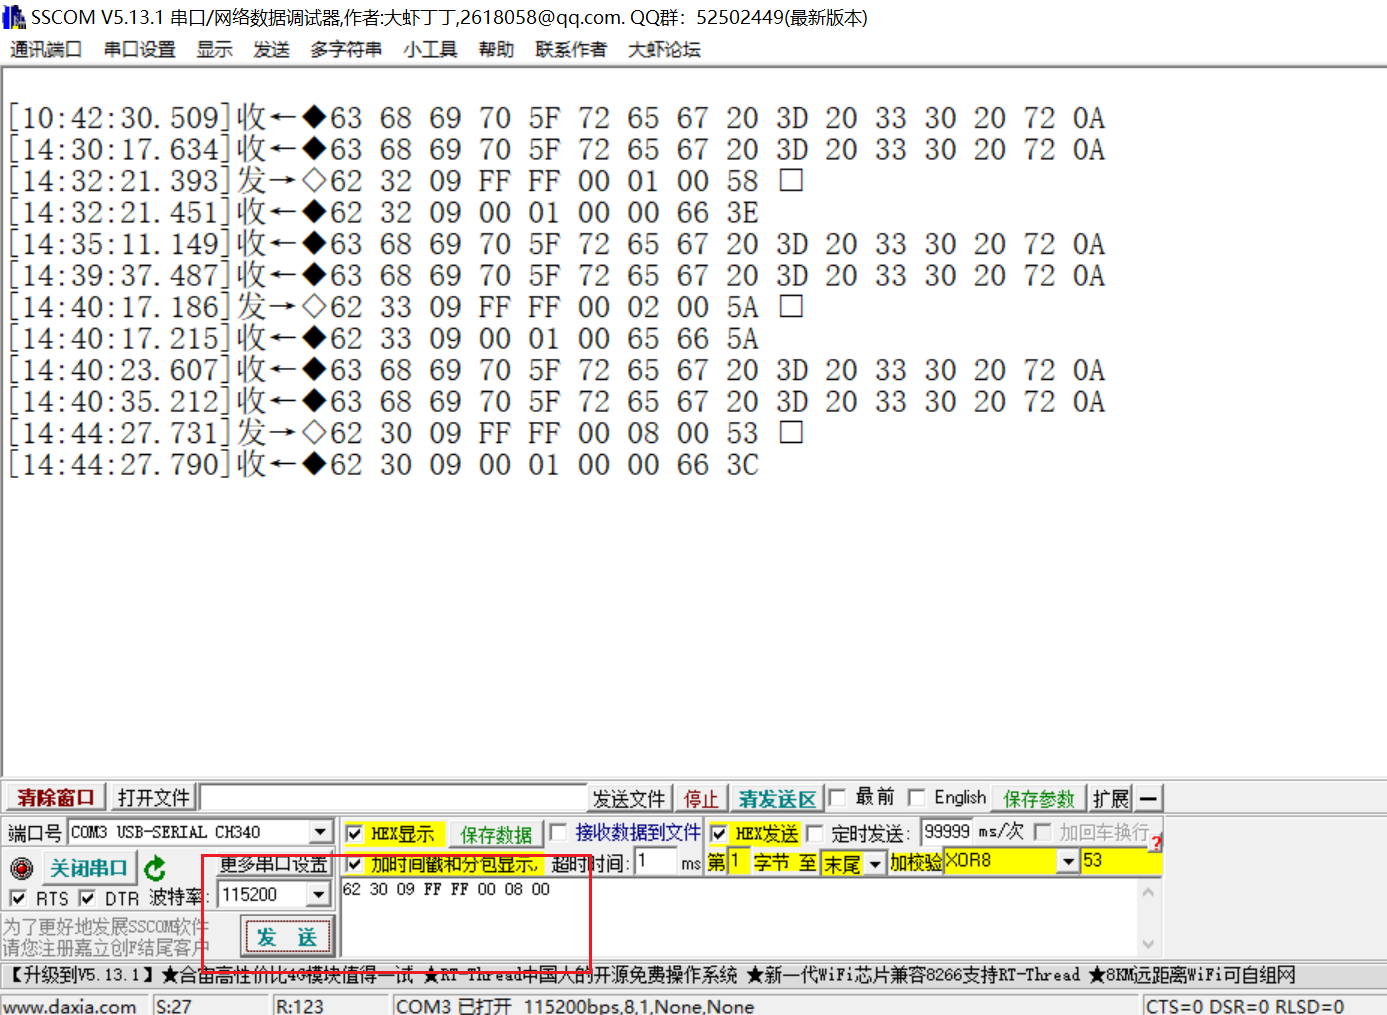 SSCOM V5.13.1 串口/网络数据调试器,作者:大虾丁丁,2618058@qq.com. QQ群：52502449(最新版本)
通讯端口 串口设置 显示 发送 多字符串 小工具 帮助 联系作者 大虾论坛
[10:42:30.509]收←◆63 68 69 70 5F 72 65 67 20 3D 20 33 30 20 72 0A
[14:30:17.634]收←◆63 68 69 70 5F 72 65 67 20 3D 20 33 30 20 72 0A
[14:32:21.393]发→◇62 32 09 FF FF 00 01 00 58 □
[14:32:21.451]收←◆62 32 09 00 01 00 00 66 3E
[14:35:11.149]收←◆63 68 69 70 5F 72 65 67 20 3D 20 33 30 20 72 0A
[14:39:37.487]收←◆63 68 69 70 5F 72 65 67 20 3D 20 33 30 20 72 0A
[14:40:17.186]发→◇62 33 09 FF FF 00 02 00 5A □
[14:40:17.215]收←◆62 33 09 00 01 00 65 66 5A
[14:40:23.607]收←◆63 68 69 70 5F 72 65 67 20 3D 20 33 30 20 72 0A
[14:40:35.212]收←◆63 68 69 70 5F 72 65 67 20 3D 20 33 30 20 72 0A
[14:44:27.731]发→◇62 30 09 FF FF 00 08 00 53 □
[14:44:27.790]收←◆62 30 09 00 01 00 00 66 3C
清除窗口 打开文件 发送文件 停止 清发送区 最前 English 保存参数 扩展 —
端口号 COM3 USB-SERIAL CH340 HEX显示 保存数据 接收数据到文件 HEX发送 定时发送: 99999 ms/次 加回车换行 ?
关闭串口 更多串口设置 加时间戳和分包显示, 超时时间: 1 ms 第 1 字节 至 末尾 加校验 XOR8 53
RTS DTR 波特率: 115200 62 30 09 FF FF 00 08 00
为了更好地发展SSCOM软件
请您注册嘉立创F结尾客户
发 送
【升级到V5.13.1】★合宙高性价比4G模块值得一试 ★RT-Thread中国人的开源免费操作系统 ★新一代WiFi芯片兼容8266支持RT-Thread ★8KM远距离WiFi可自组网
www.daxia.com S:27 R:123 COM3 已打开 115200bps,8,1,None,None CTS=0 DSR=0 RLSD=0